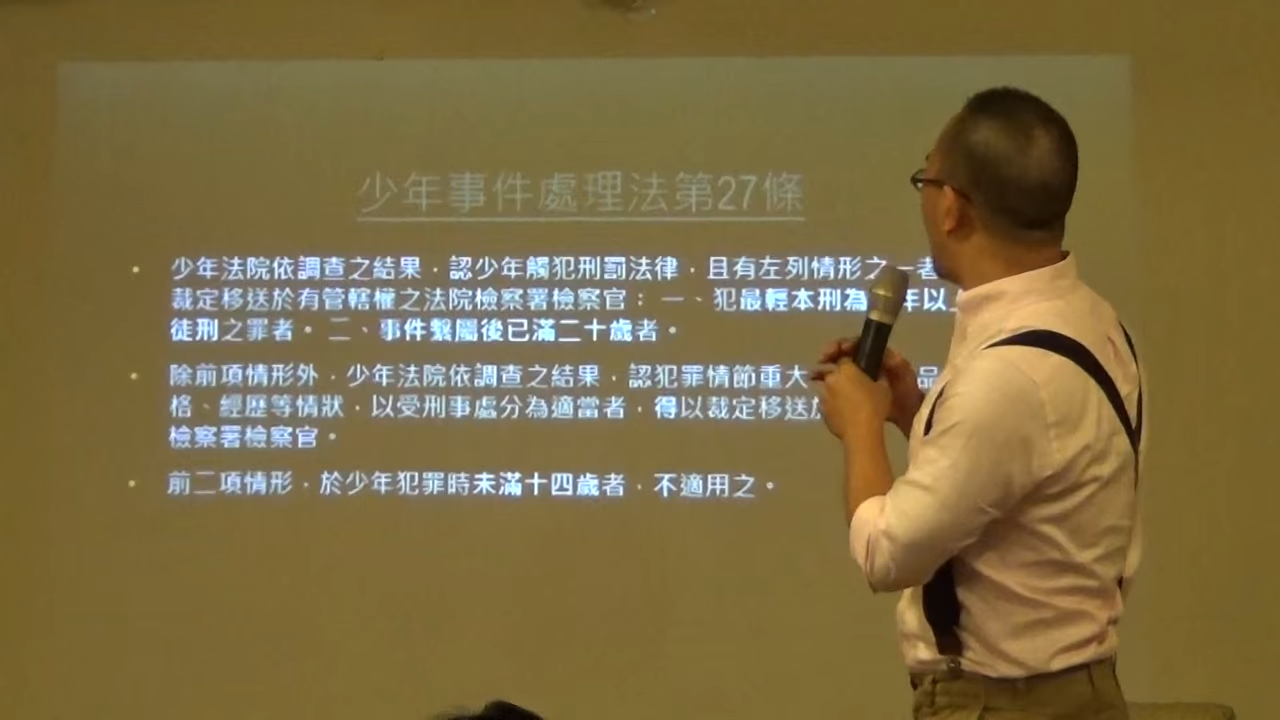 少年事件處理法第27條
• 少年法院依調查之結果，認少年觸犯刑罰法律，且有左列情形之一者
裁定移送於有管轄權之法院檢察署檢察官：一、犯最輕本刑為 年以
徒刑之罪者。二、事件繫屬後已滿二十歲者。
• 除前項情形外，少年法院依調查之結果，認犯罪情節重大 品
格、經歷等情狀，以受刑事處分為適當者，得以裁定移送於
檢察署檢察官。
• 前二項情形，於少年犯罪時未滿十四歲者，不適用之。